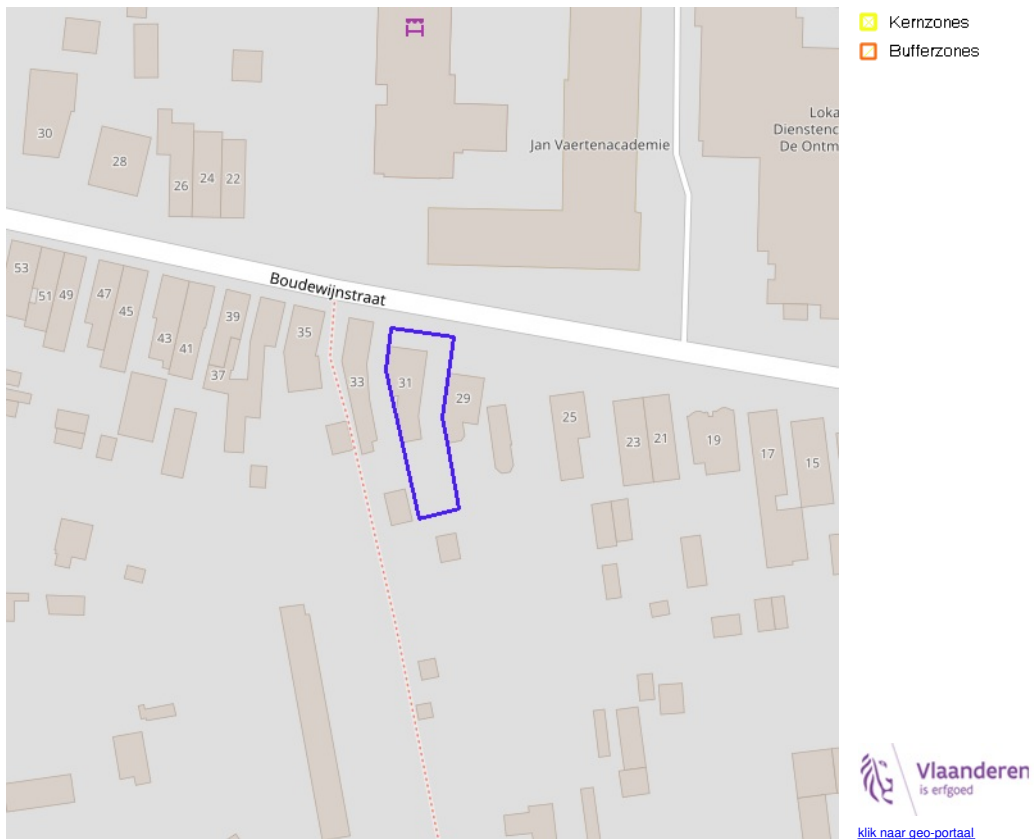 Kernzones
Bufferzones
Jan Vaertenacademie
Loka
Dienstenc
De Ontm
30
28
26
24
22
Boudewijnstraat
53
51
49
47
45
43
41
39
37
35
33
31
29
25
23
21
19
17
15
Vlaanderen
is erfgoed
klik naar geo-portaal